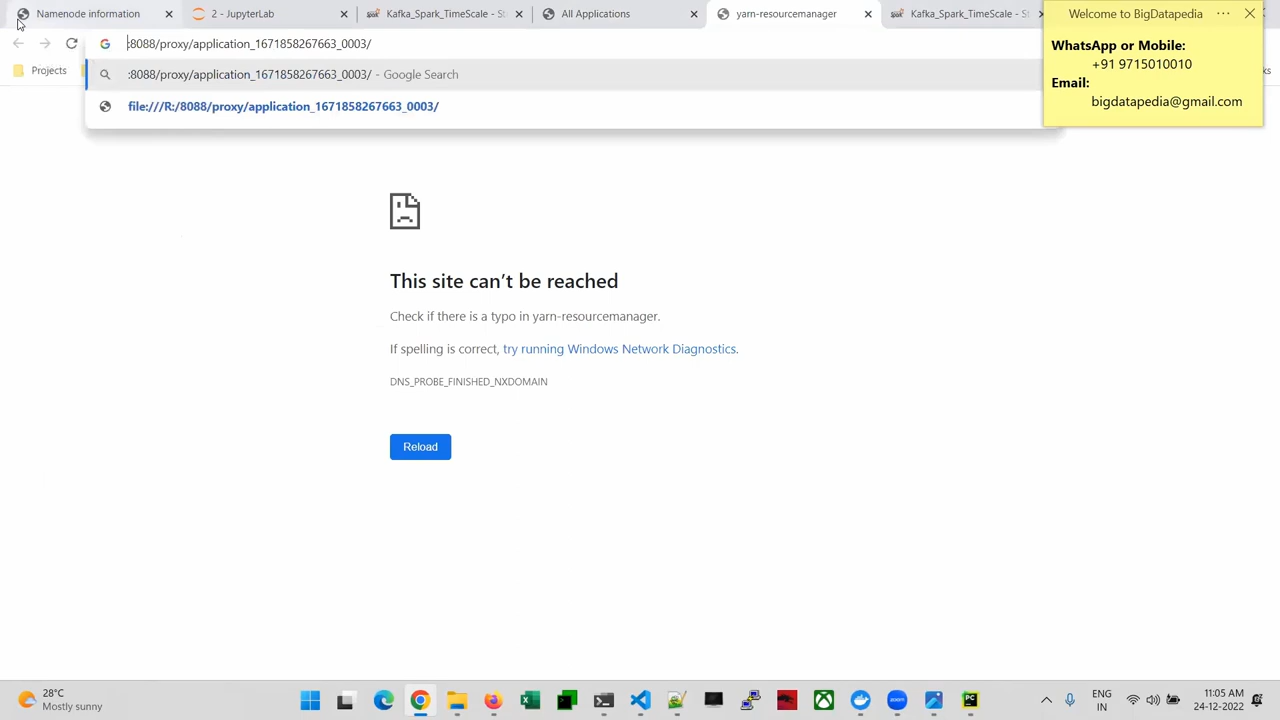 Namenode information
2 - JupyterLab
Kafka_Spark_TimeScale - S
All Applications
yarn-resourcemanager
Kafka_Spark_TimeScale - S
Welcome to BigDatapedia
WhatsApp or Mobile:
+91 9715010010
Email:
bigdatapedia@gmail.com
:8088/proxy/application_1671858267663_0003/
Projects
:8088/proxy/application_1671858267663_0003/ - Google Search
file:///R:/8088/proxy/application_1671858267663_0003/
This site can't be reached
Check if there is a typo in yarn-resourcemanager.
If spelling is correct, try running Windows Network Diagnostics.
DNS_PROBE_FINISHED_NXDOMAIN
Reload
28°C
Mostly sunny
ENG
IN
11:05 AM
24-12-2022